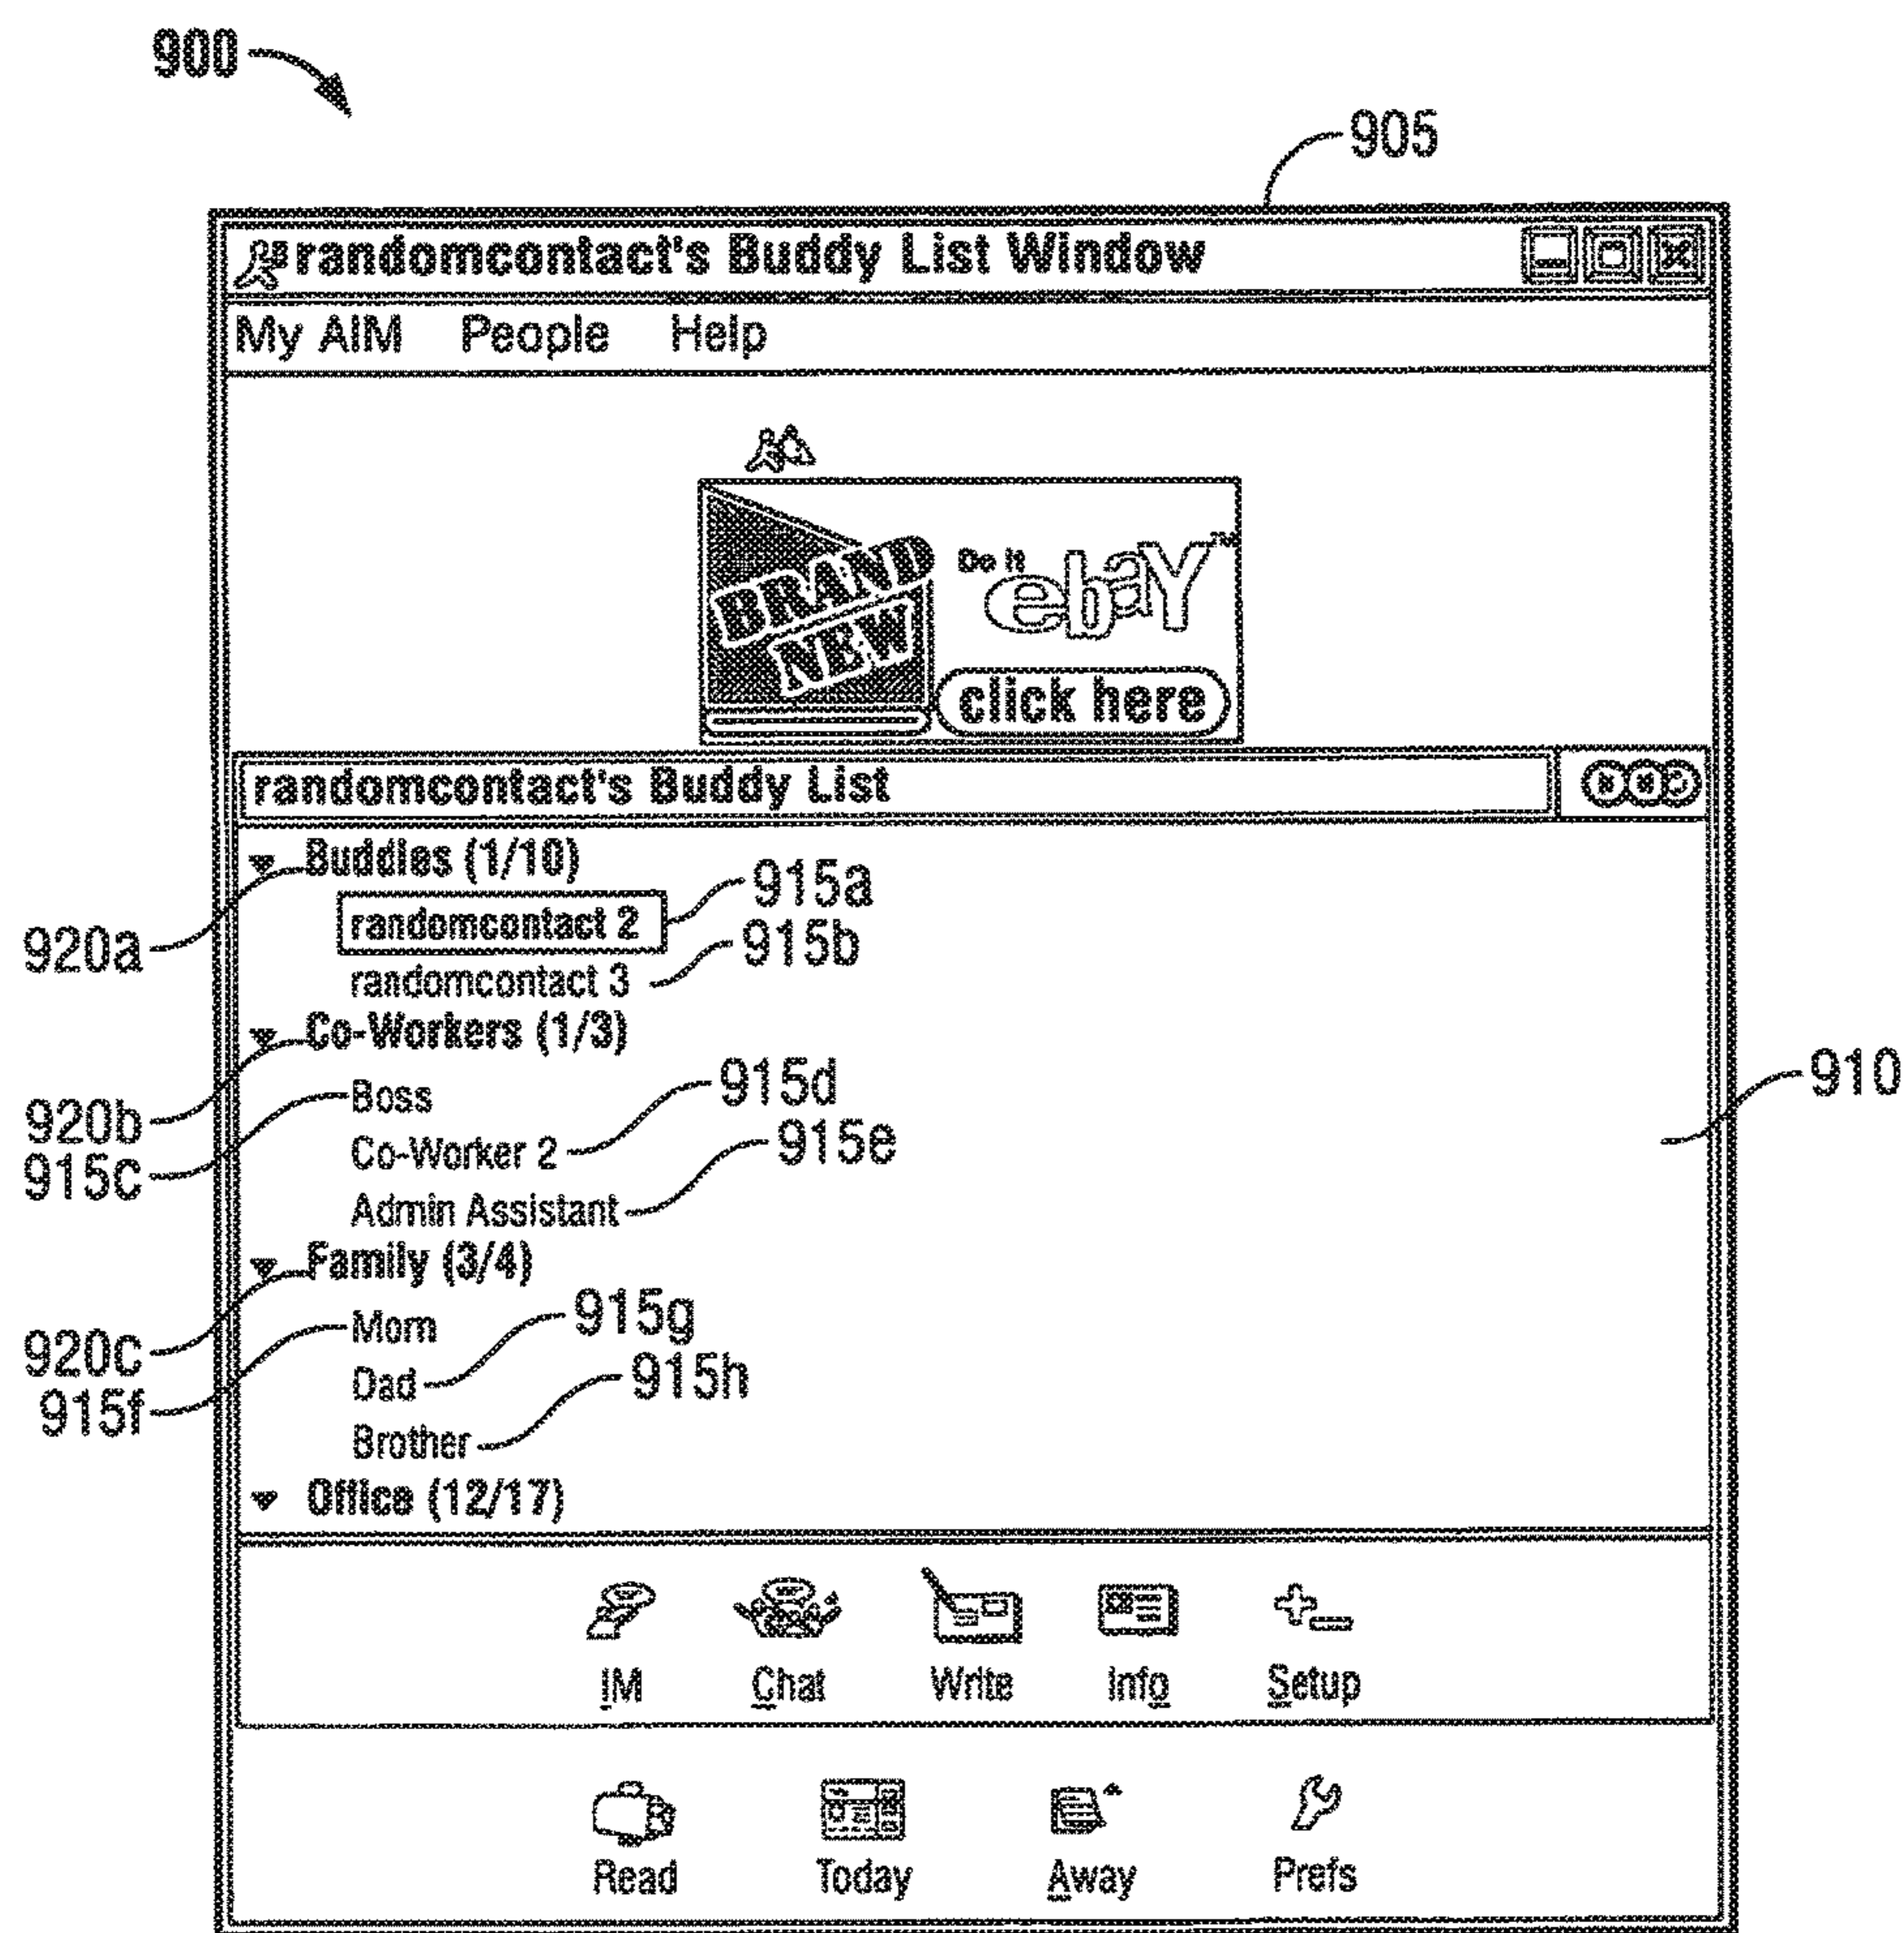 900
905
randomcontact's Buddy List Window
My AIM People Help
BRAND NEW
Do It ebaY™
click here
randomcontact's Buddy List
Buddies (1/10)
915a
randomcontact 2
920a
915b
randomcontact 3
Co-Workers (1/3)
910
915d
Boss
920b
915e
Co-Worker 2
915c
Admin Assistant
Family (3/4)
915g
Mom
920c
915h
Dad
915f
Brother
Office (12/17)
IM Chat Write Info Setup
Read Today Away Prefs